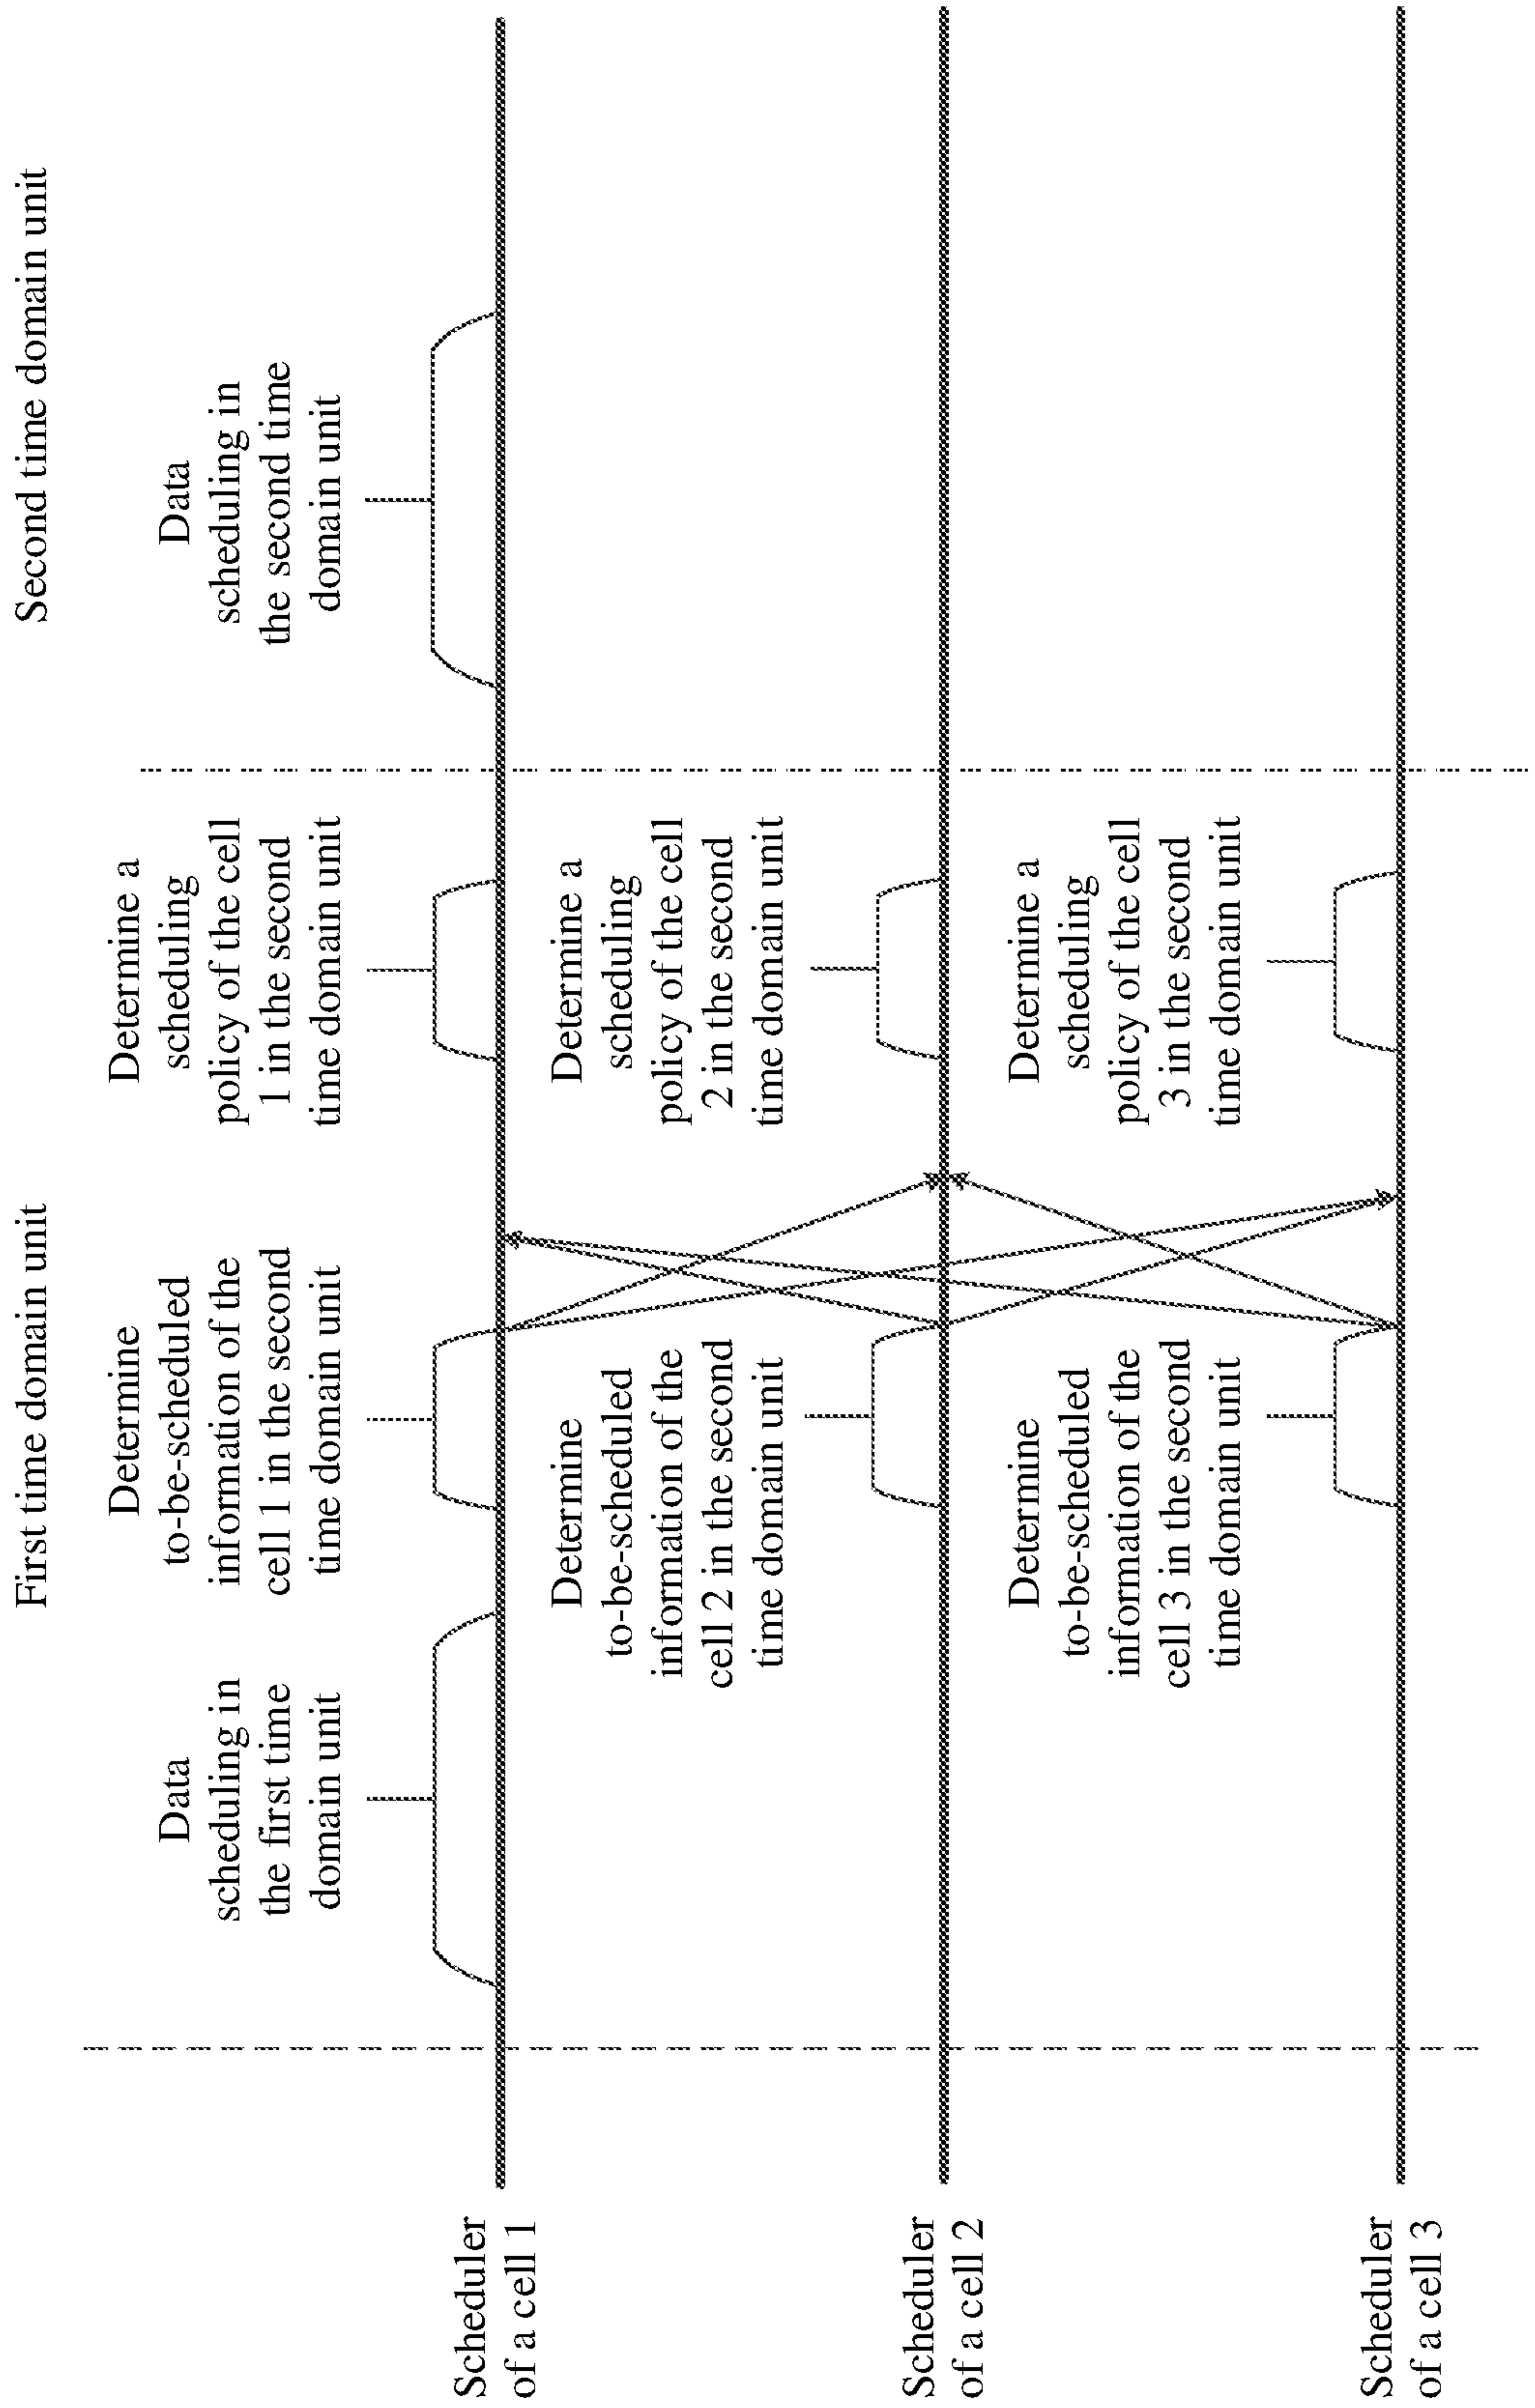 First time domain unit
Second time domain unit
Data
scheduling in
the first time
domain unit
Determine
to-be-scheduled
information of the
cell 1 in the second
time domain unit
Determine a
scheduling
policy of the cell
1 in the second
time domain unit
Data
scheduling in
the second time
domain unit
Scheduler
of a cell 1
Determine
to-be-scheduled
information of the
cell 2 in the second
time domain unit
Determine a
scheduling
policy of the cell
2 in the second
time domain unit
Scheduler
of a cell 2
Determine
to-be-scheduled
information of the
cell 3 in the second
time domain unit
Determine a
scheduling
policy of the cell
3 in the second
time domain unit
Scheduler
of a cell 3